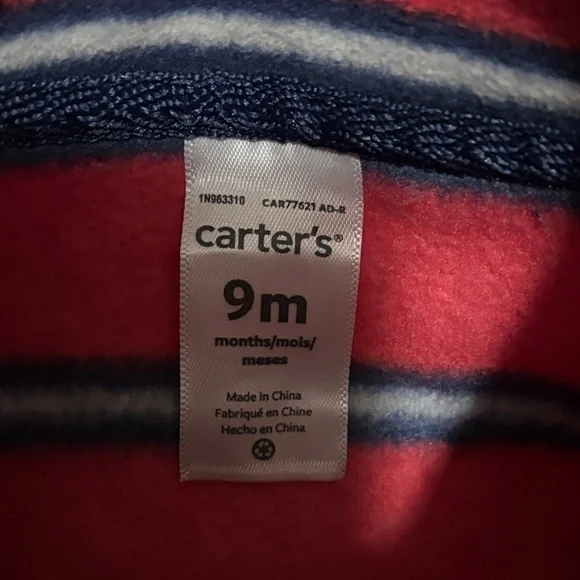 1N963310 CAR77621 AD-R
carter's®
9m
months/mois/
meses
Made in China
Fabriqué en Chine
Hecho en China